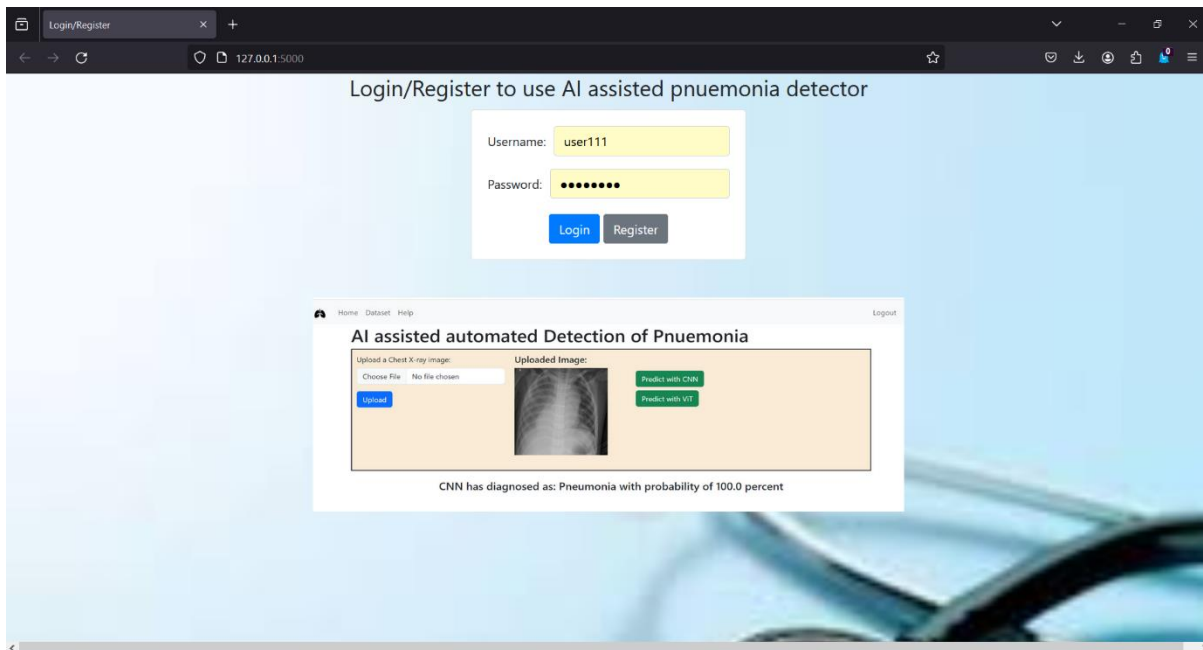 Login/Register
127.0.0.1:5000
0
Login/Register to use AI assisted pnuemonia detector
Username: user111
Password: ●●●●●●●●
Login Register
Home Dataset Help Logout
AI assisted automated Detection of Pnuemonia
Upload a Chest X-ray image: Uploaded Image:
Choose File No file chosen Predict with CNN
Upload Predict with ViT
CNN has diagnosed as: Pneumonia with probability of 100.0 percent